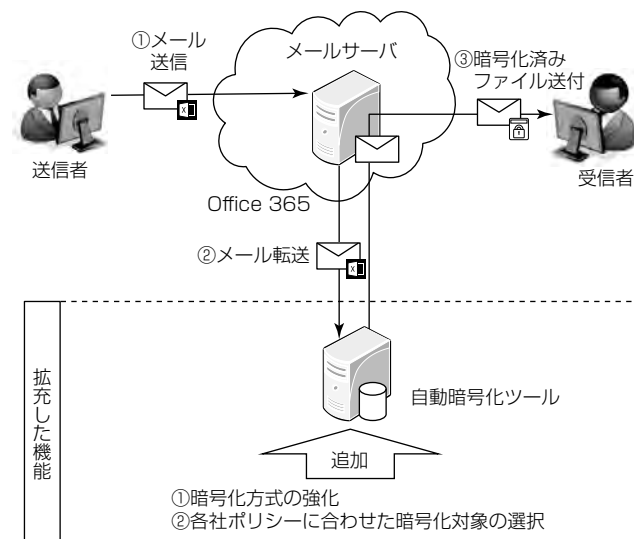 ①メール
送信
メールサーバ
③暗号化済み
ファイル送付
送信者
受信者
Office 365
②メール転送
拡充した機能
自動暗号化ツール
追加
①暗号化方式の強化
②各社ポリシーに合わせた暗号化対象の選択